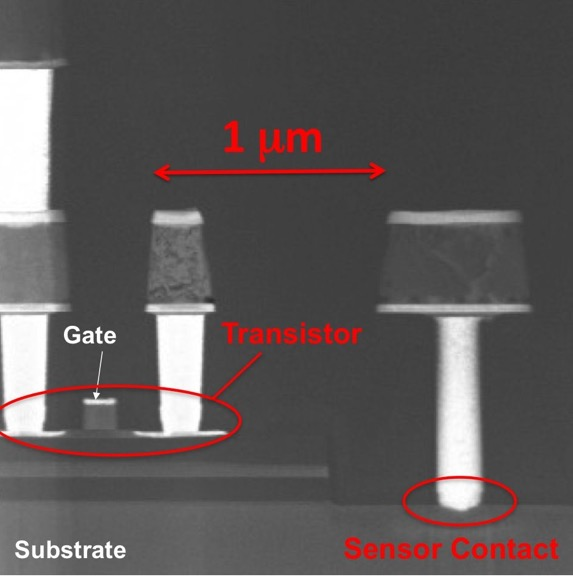 1 μm
Gate
Transistor
Substrate
Sensor Contact